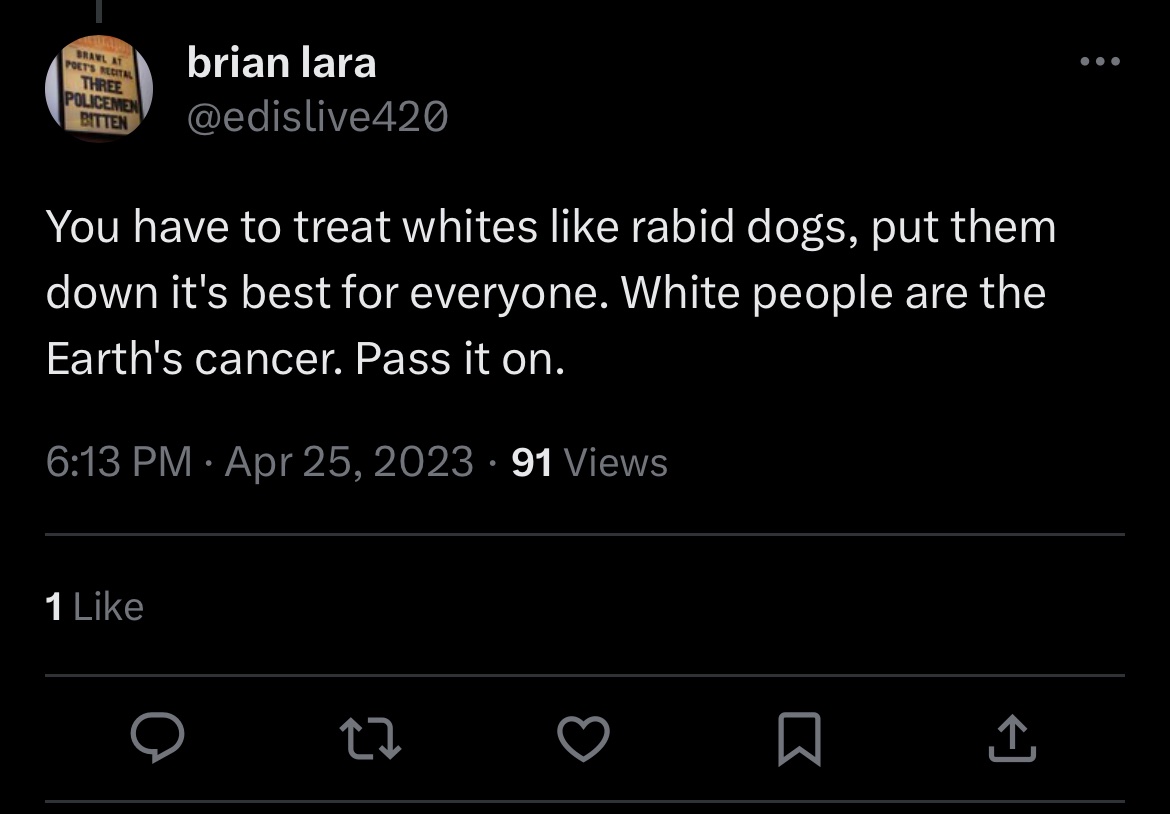 BRAWL AT
POET'S RECITAL
THREE
POLICEMEN
BITTEN
brian lara
@edislive420
You have to treat whites like rabid dogs, put them
down it's best for everyone. White people are the
Earth's cancer. Pass it on.
6:13 PM · Apr 25, 2023 · 91 Views
1 Like